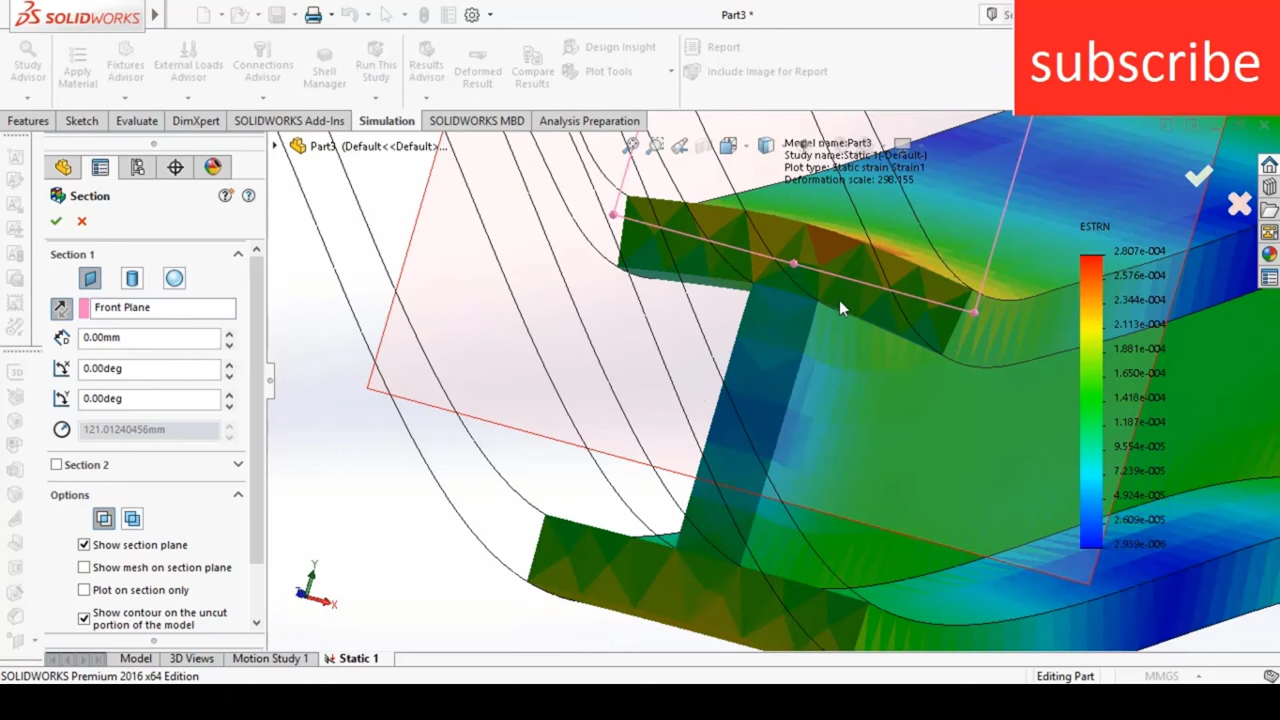 SOLIDWORKS
Part3 *
subscribe
Study
Advisor
Apply
Material
Fixtures
Advisor
External Loads
Advisor
Connections
Advisor
Shell
Manager
Run This
Study
Results
Advisor
Deformed
Result
Compare
Results
Design Insight
Plot Tools
Report
Include Image for Report
Features
Sketch
Evaluate
DimXpert
SOLIDWORKS Add-Ins
Simulation
SOLIDWORKS MBD
Analysis Preparation
Part3 (Default<<Default>...
Model name:Part3
Study name:Static 1(-Default-)
Plot type: Static strain Strain1
Deformation scale: 298.155
Section
Section 1
Front Plane
0.00mm
0.00deg
0.00deg
121.01240456mm
Section 2
Options
Show section plane
Show mesh on section plane
Plot on section only
Show contour on the uncut
portion of the model
ESTRN
2.807e-004
2.576e-004
2.344e-004
2.113e-004
1.881e-004
1.650e-004
1.418e-004
1.187e-004
9.554e-005
7.239e-005
4.924e-005
2.609e-005
2.939e-006
Y
X
Model
3D Views
Motion Study 1
Static 1
SOLIDWORKS Premium 2016 x64 Edition
Editing Part
MMGS